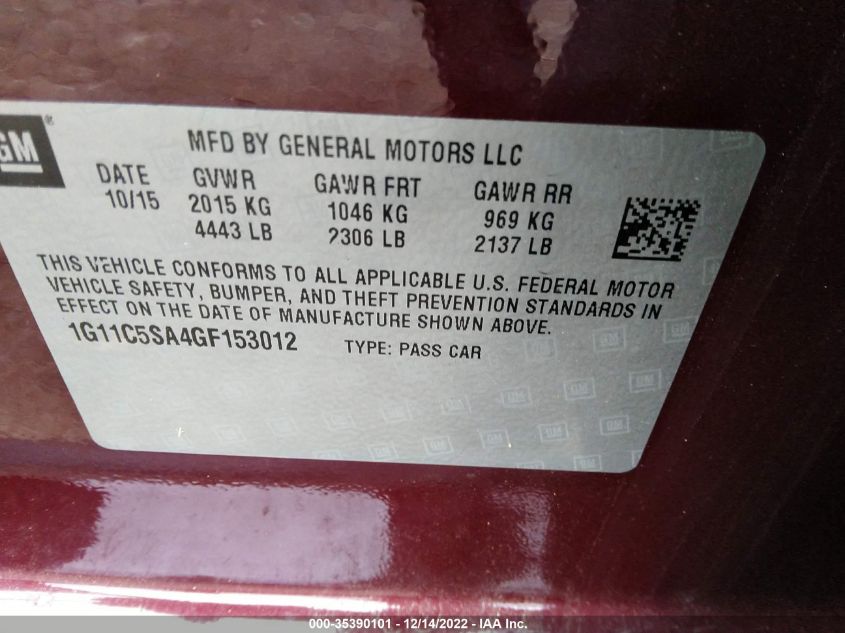 GM®
MFD BY GENERAL MOTORS LLC
DATE GVWR GAWR FRT GAWR RR
10/15 2015 KG 1046 KG 969 KG
4443 LB 2306 LB 2137 LB
THIS VEHICLE CONFORMS TO ALL APPLICABLE U.S. FEDERAL MOTOR
VEHICLE SAFETY, BUMPER, AND THEFT PREVENTION STANDARDS IN
EFFECT ON THE DATE OF MANUFACTURE SHOWN ABOVE.
1G11C5SA4GF153012 TYPE: PASS CAR
000-35390101 - 12/14/2022 - IAA Inc.